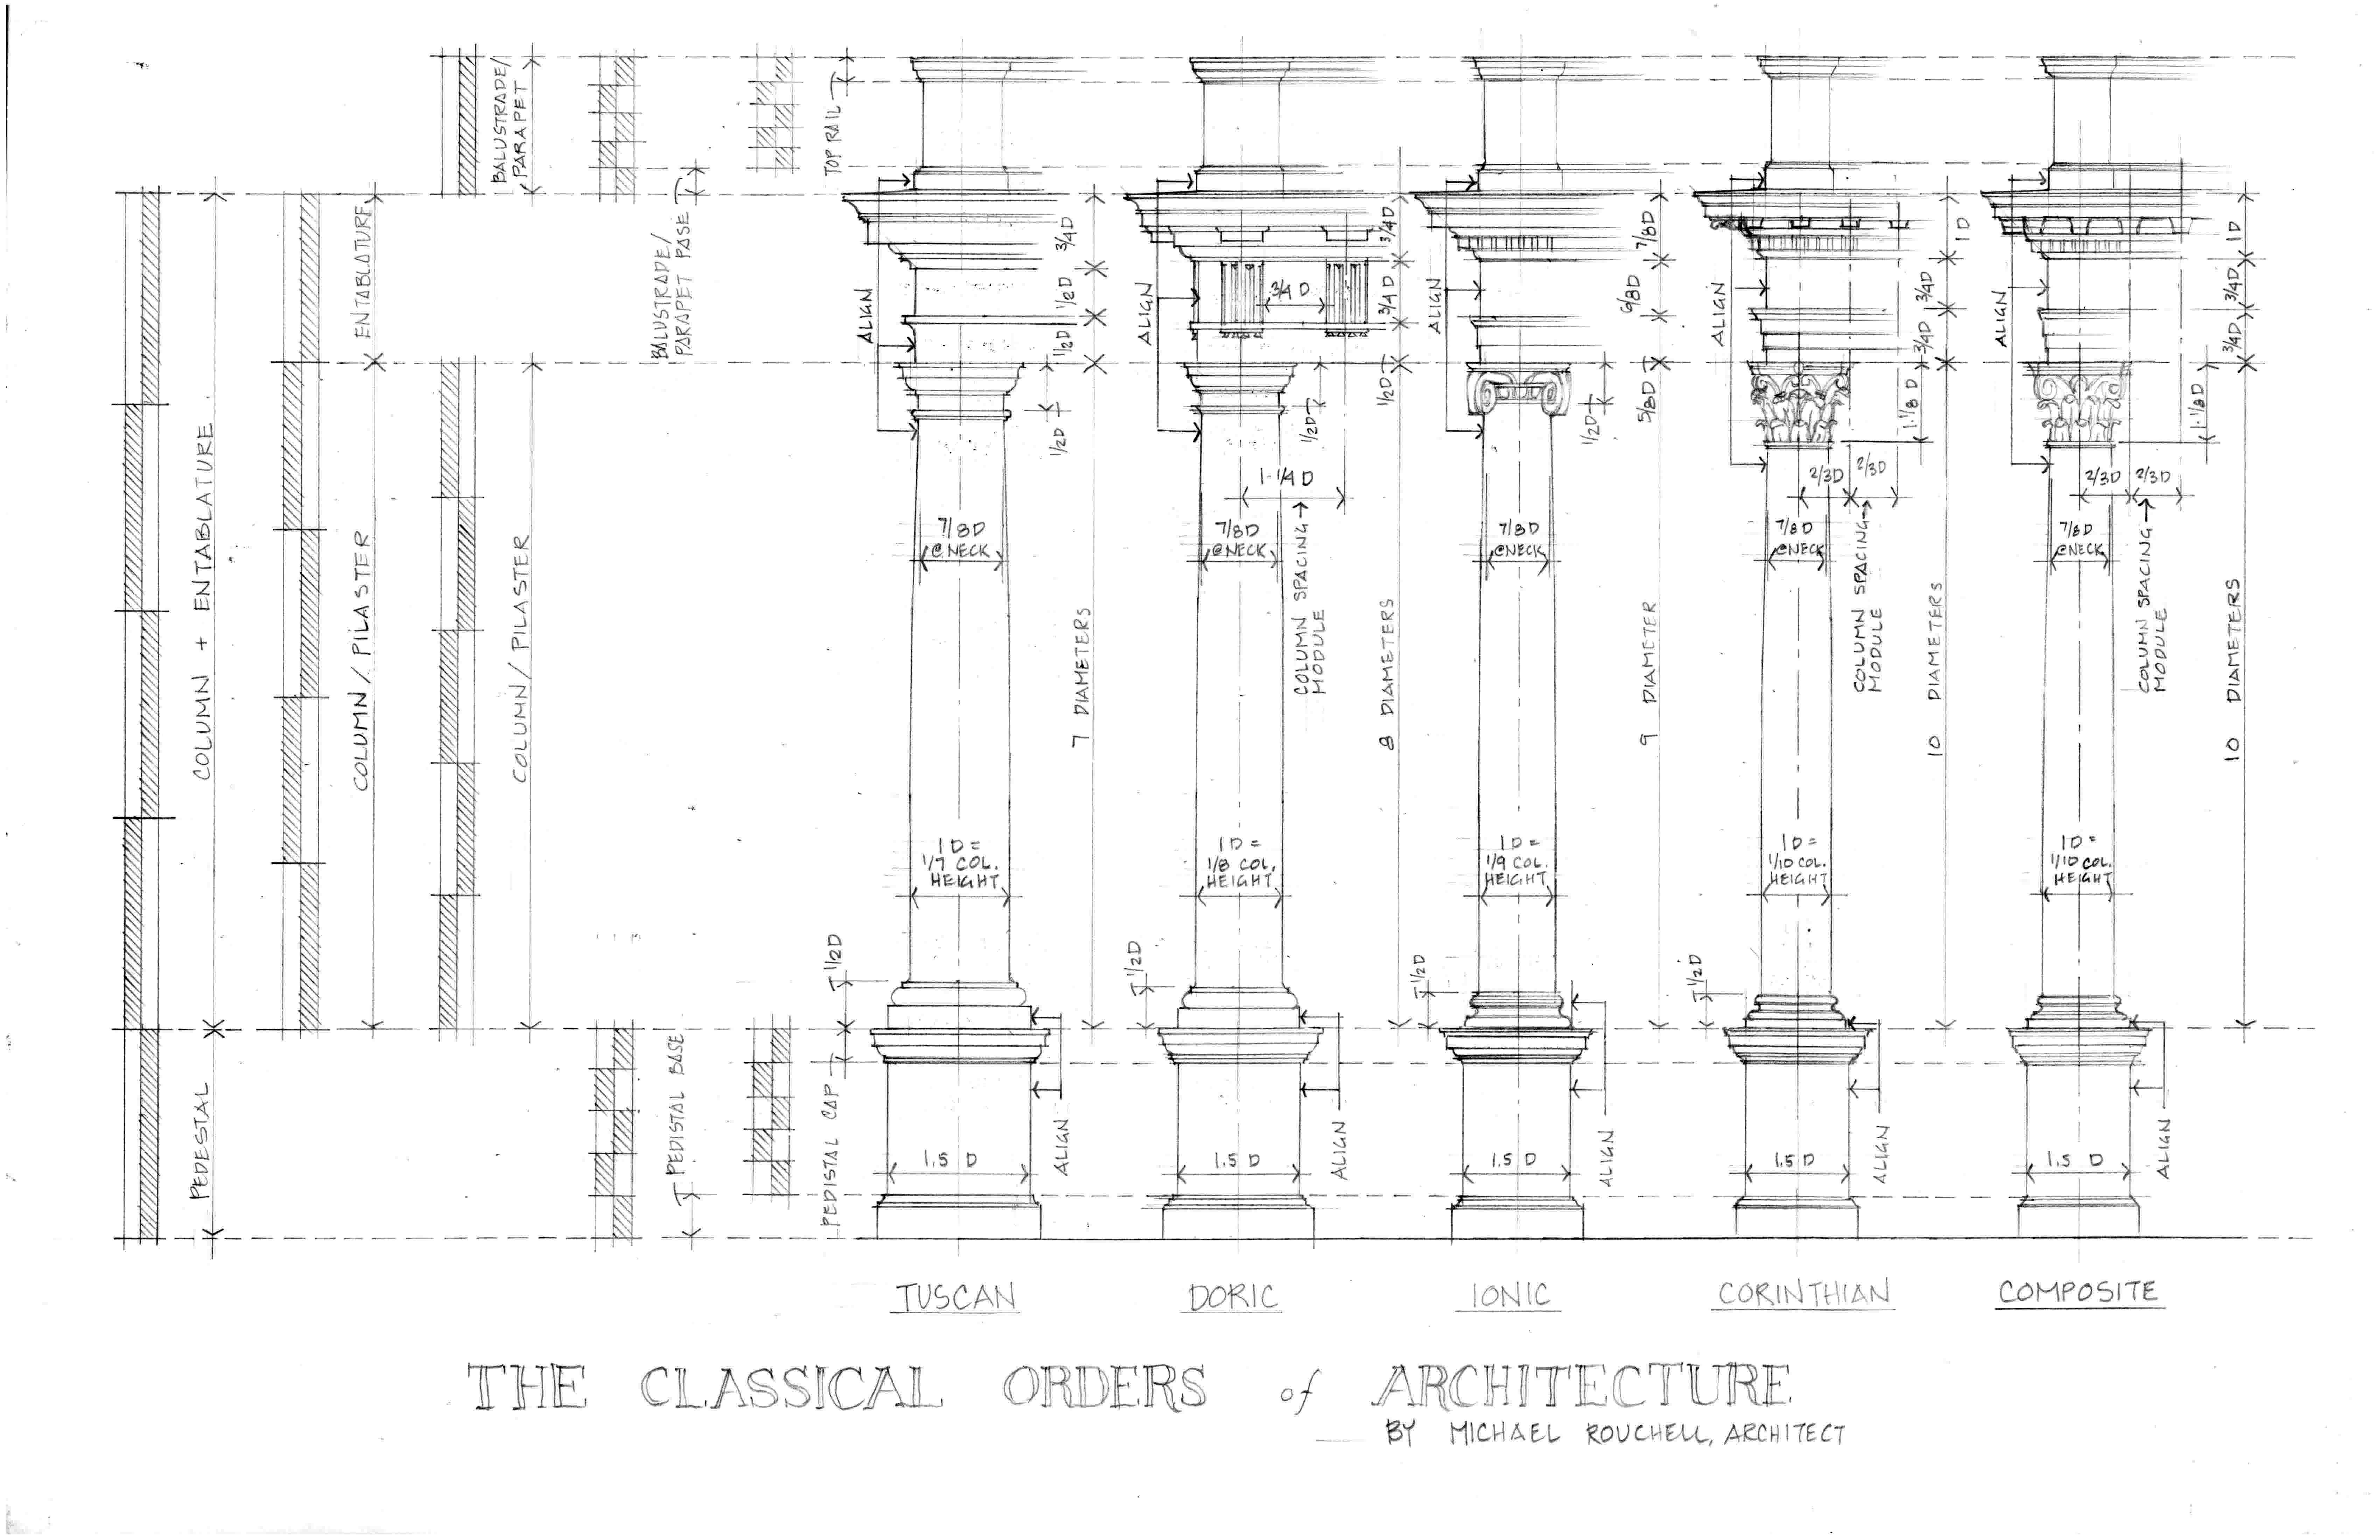 BALUSTRADE/
PARAPET
TOP RAIL
BALUSTRADE/
PARAPET BASE
ENTABLATURE
COLUMN + ENTABLATURE
COLUMN / PILASTER
COLUMN / PILASTER
PEDESTAL
PEDISTAL BASE
PEDISTAL CAP
ALIGN
3/4D
1/2D
1/2D
1/2D
7/8D
@ NECK
7 DIAMETERS
1D =
1/7 COL.
HEIGHT
1/2D
ALIGN
1.5 D
TUSCAN
ALIGN
3/4 D
3/4D
3/4 D
1/2D
1/2D
1-1/4 D
7/8D
@ NECK
COLUMN SPACING
MODULE
8 DIAMETERS
1D =
1/8 COL.
HEIGHT
1/2D
ALIGN
1.5 D
DORIC
ALIGN
7/8D
6/8D
5/8D
1/2D
7/8D
@ NECK
9 DIAMETER
1D =
1/9 COL.
HEIGHT
1/2D
ALIGN
1.5 D
IONIC
ALIGN
1D
3/4D
3/4D
1-1/8 D
2/3D
2/3D
7/8D
@ NECK
COLUMN SPACING
MODULE
10 DIAMETERS
1D =
1/10 COL.
HEIGHT
1/2D
ALIGN
1.5 D
CORINTHIAN
ALIGN
1D
3/4D
3/4D
1-1/8D
2/3D
2/3D
7/8D
@ NECK
COLUMN SPACING
MODULE
10 DIAMETERS
1D =
1/10 COL.
HEIGHT
ALIGN
1.5 D
COMPOSITE
THE CLASSICAL ORDERS of ARCHITECTURE
BY MICHAEL ROUCHELL, ARCHITECT